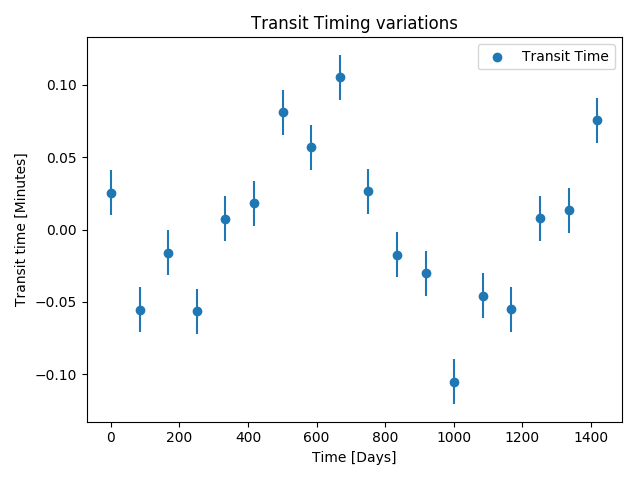 Transit Timing variations
Transit Time
Transit time [Minutes]
0.10
0.05
0.00
−0.05
−0.10
0 200 400 600 800 1000 1200 1400
Time [Days]